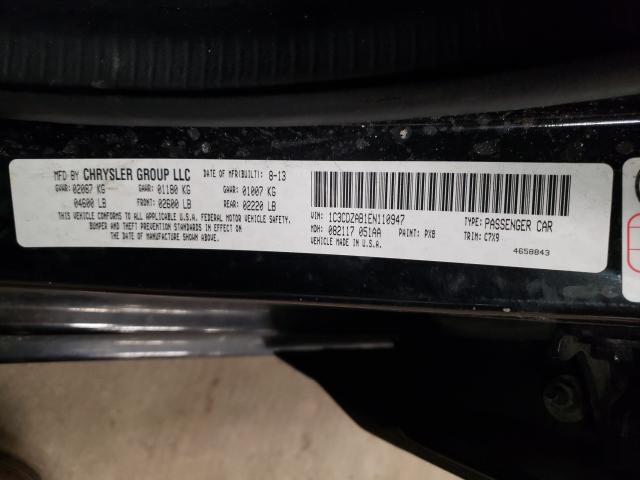 MFD BY CHRYSLER GROUP LLC DATE OF MFR(BUILT): 8-13
GVWR: 02087 KG GAWR: 01180 KG GAWR: 01007 KG
04600 LB FRONT: 02600 LB REAR: 02220 LB
THIS VEHICLE CONFORMS TO ALL APPLICABLE U.S.A. FEDERAL MOTOR VEHICLE SAFETY,
BUMPER AND THEFT PREVENTION STANDARDS IN EFFECT
ON THE DATE OF MANUFACTURE SHOWN ABOVE.
VIN: 1C3CDZAB1EN110947 TYPE: PASSENGER CAR
MDH: 082117 051AA PAINT: PX8 TRIM: C7X9
VEHICLE MADE IN U.S.A. 4658843